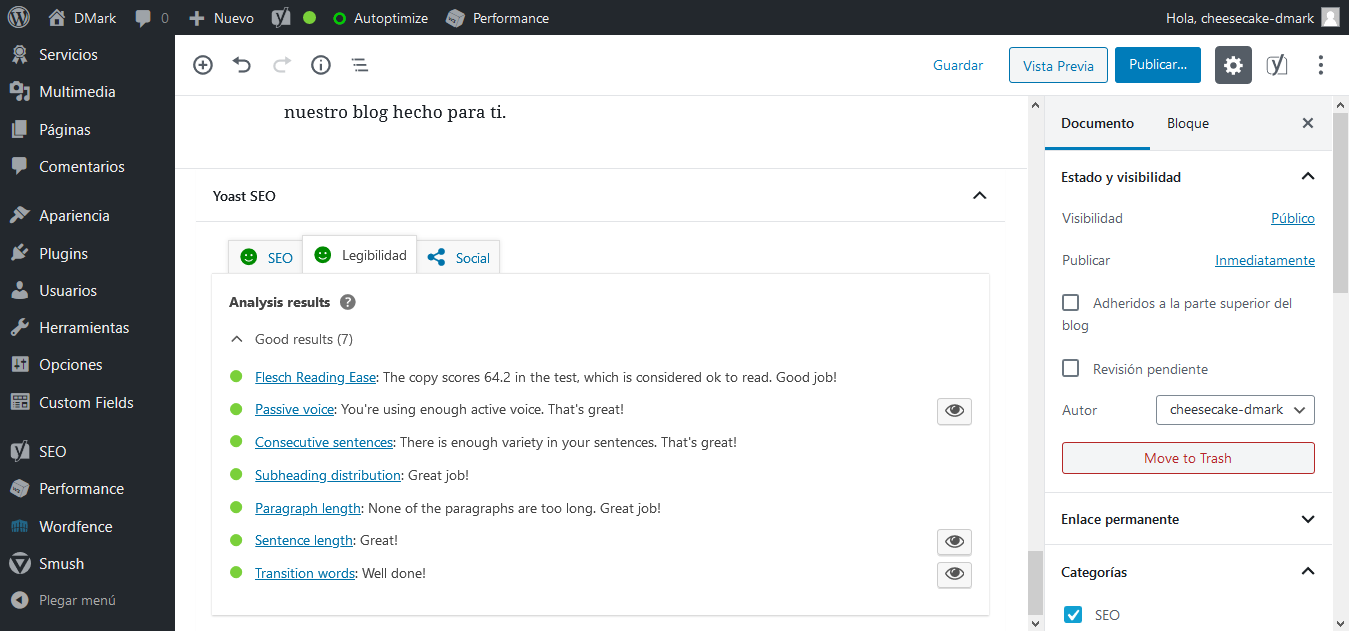 DMark 0 Nuevo Autoptimize Performance Hola, cheesecake-dmark
Servicios
Multimedia
Páginas
Comentarios
Apariencia
Plugins
Usuarios
Herramientas
Opciones
Custom Fields
SEO
Performance
Wordfence
Smush
Plegar menú
Guardar Vista Previa Publicar...
nuestro blog hecho para ti.
Yoast SEO
SEO Legibilidad Social
Analysis results ?
Good results (7)
Flesch Reading Ease: The copy scores 64.2 in the test, which is considered ok to read. Good job!
Passive voice: You're using enough active voice. That's great!
Consecutive sentences: There is enough variety in your sentences. That's great!
Subheading distribution: Great job!
Paragraph length: None of the paragraphs are too long. Great job!
Sentence length: Great!
Transition words: Well done!
Documento Bloque
Estado y visibilidad
Visibilidad Público
Publicar Inmediatamente
Adheridos a la parte superior del
blog
Revisión pendiente
Autor cheesecake-dmark
Move to Trash
Enlace permanente
Categorías
SEO